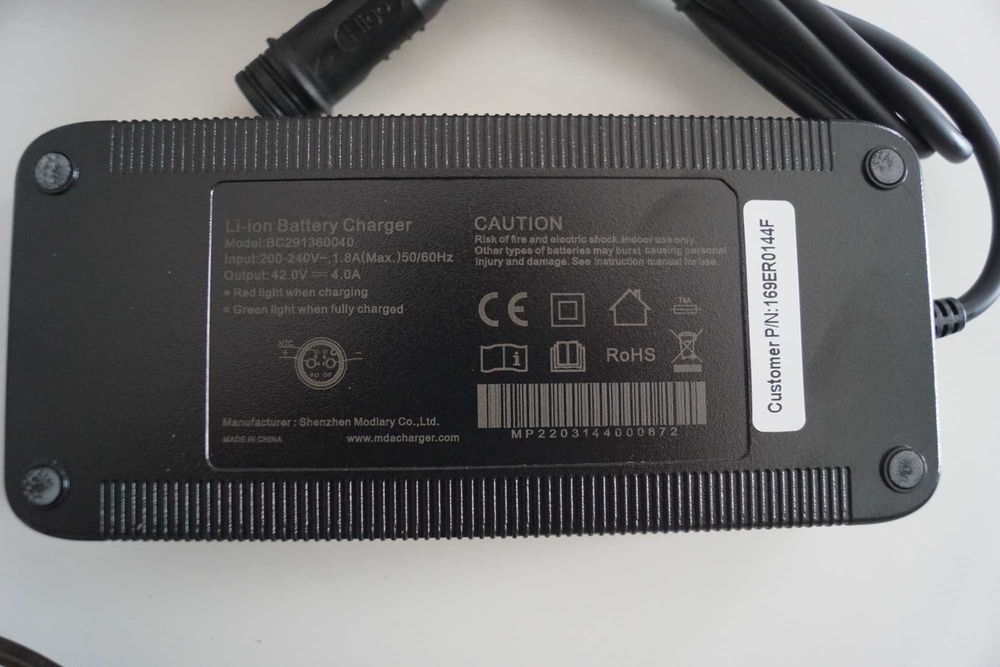 Higo
Li-ion Battery Charger
Model:BC291360040
Input:200-240V~,1.8A(Max.)50/60Hz
Output:42.0V ⎓ 4.0A
• Red light when charging
• Green light when fully charged
NTC
+ -
Manufacturer : Shenzhen Modiary Co.,Ltd.
MADE IN CHINA www.mdacharger.com
CAUTION
Risk of fire and electric shock. Indoor use only.
Other types of batteries may burst causing personal
injury and damage. See instruction manual for use.
CE
T4A
RoHS
MP2203144000872
Customer P/N:169ER0144F